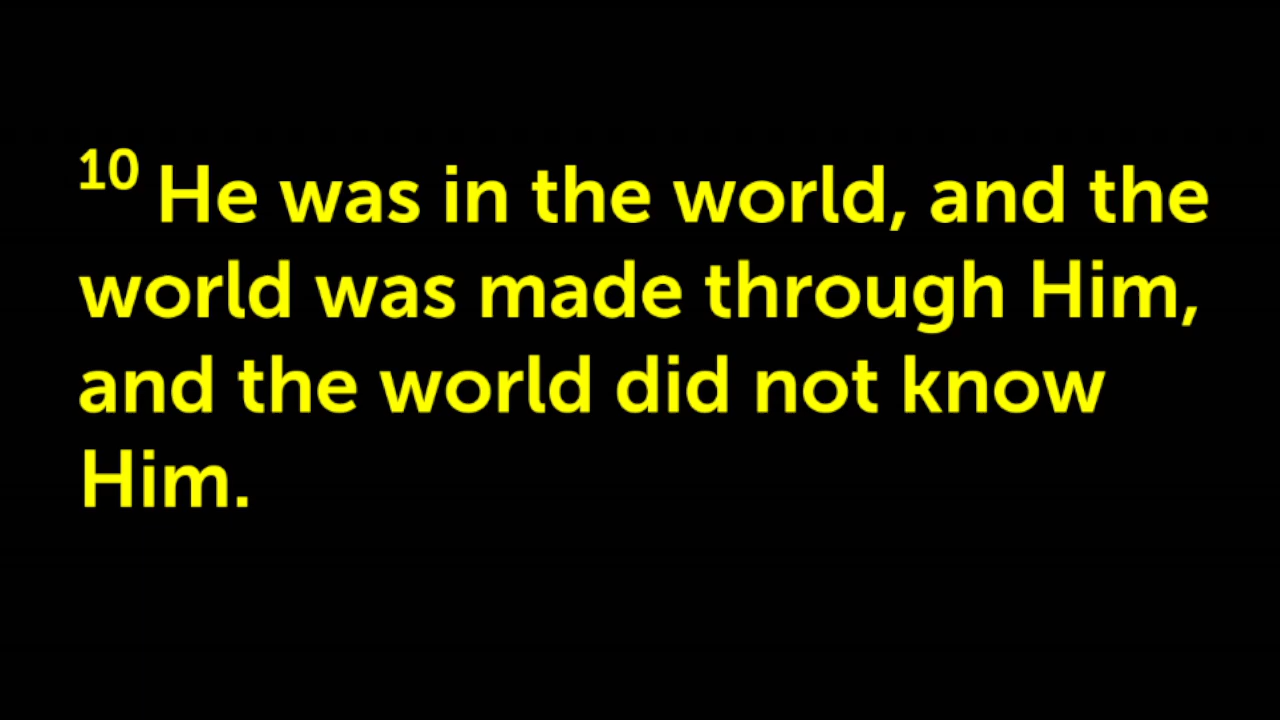 10 He was in the world, and the
world was made through Him,
and the world did not know
Him.